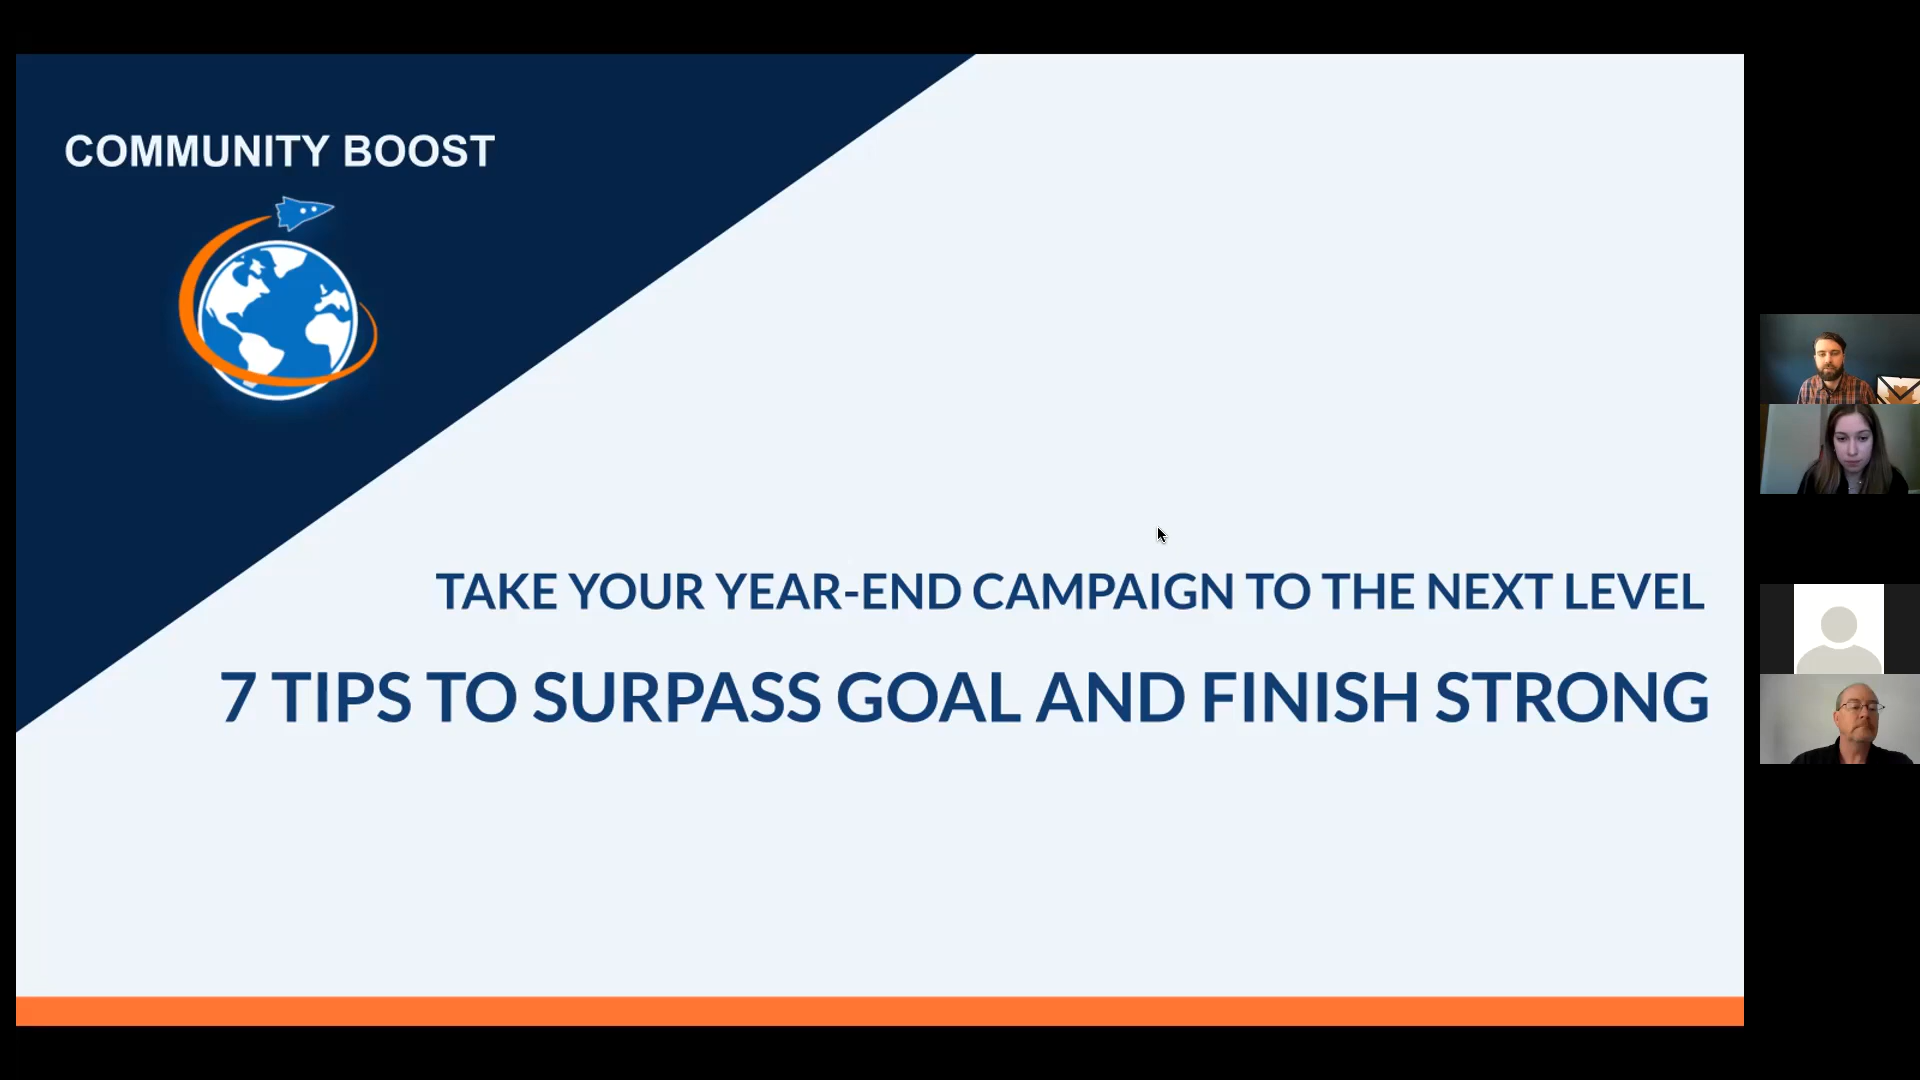 COMMUNITY BOOST
TAKE YOUR YEAR-END CAMPAIGN TO THE NEXT LEVEL
7 TIPS TO SURPASS GOAL AND FINISH STRONG